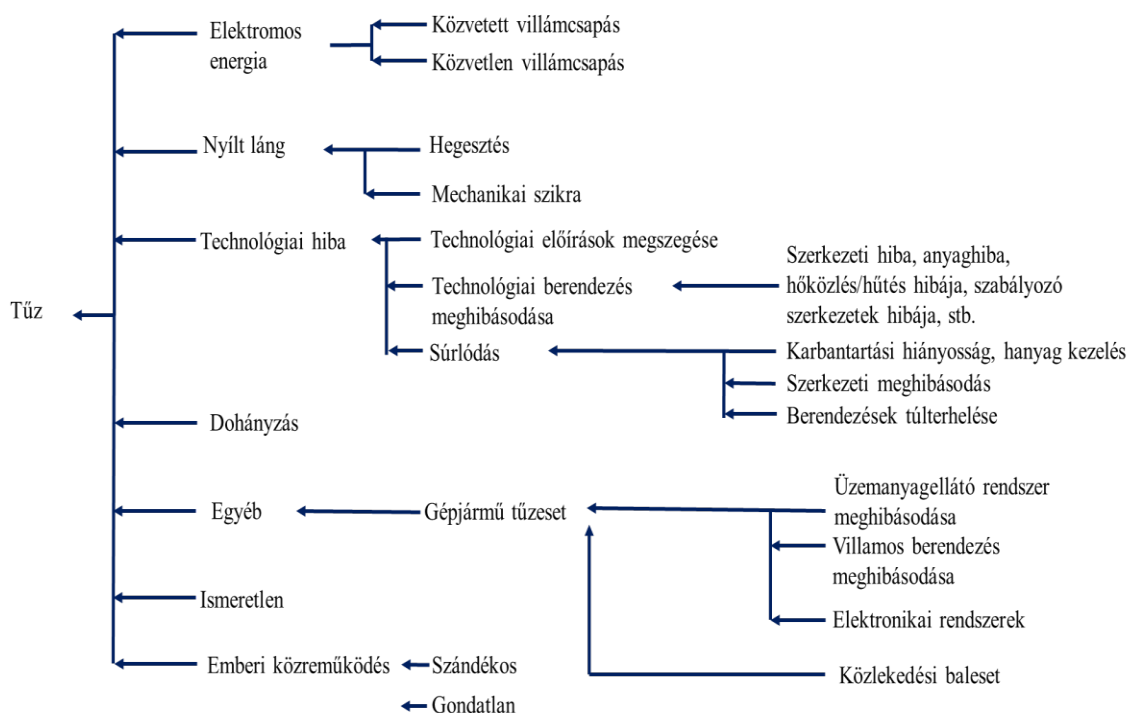 Elektromos
energia
Közvetett villámcsapás
Közvetlen villámcsapás
Nyílt láng
Hegesztés
Mechanikai szikra
Technológiai hiba
Technológiai előírások megszegése
Technológiai berendezés
meghibásodása
Szerkezeti hiba, anyaghiba,
hőközlés/hűtés hibája, szabályozó
szerkezetek hibája, stb.
Tűz
Súrlódás
Karbantartási hiányosság, hanyag kezelés
Szerkezeti meghibásodás
Berendezések túlterhelése
Dohányzás
Egyéb
Gépjármű tűzeset
Üzemanyagellátó rendszer
meghibásodása
Villamos berendezés
meghibásodása
Ismeretlen
Elektronikai rendszerek
Emberi közreműködés
Szándékos
Közlekedési baleset
Gondatlan